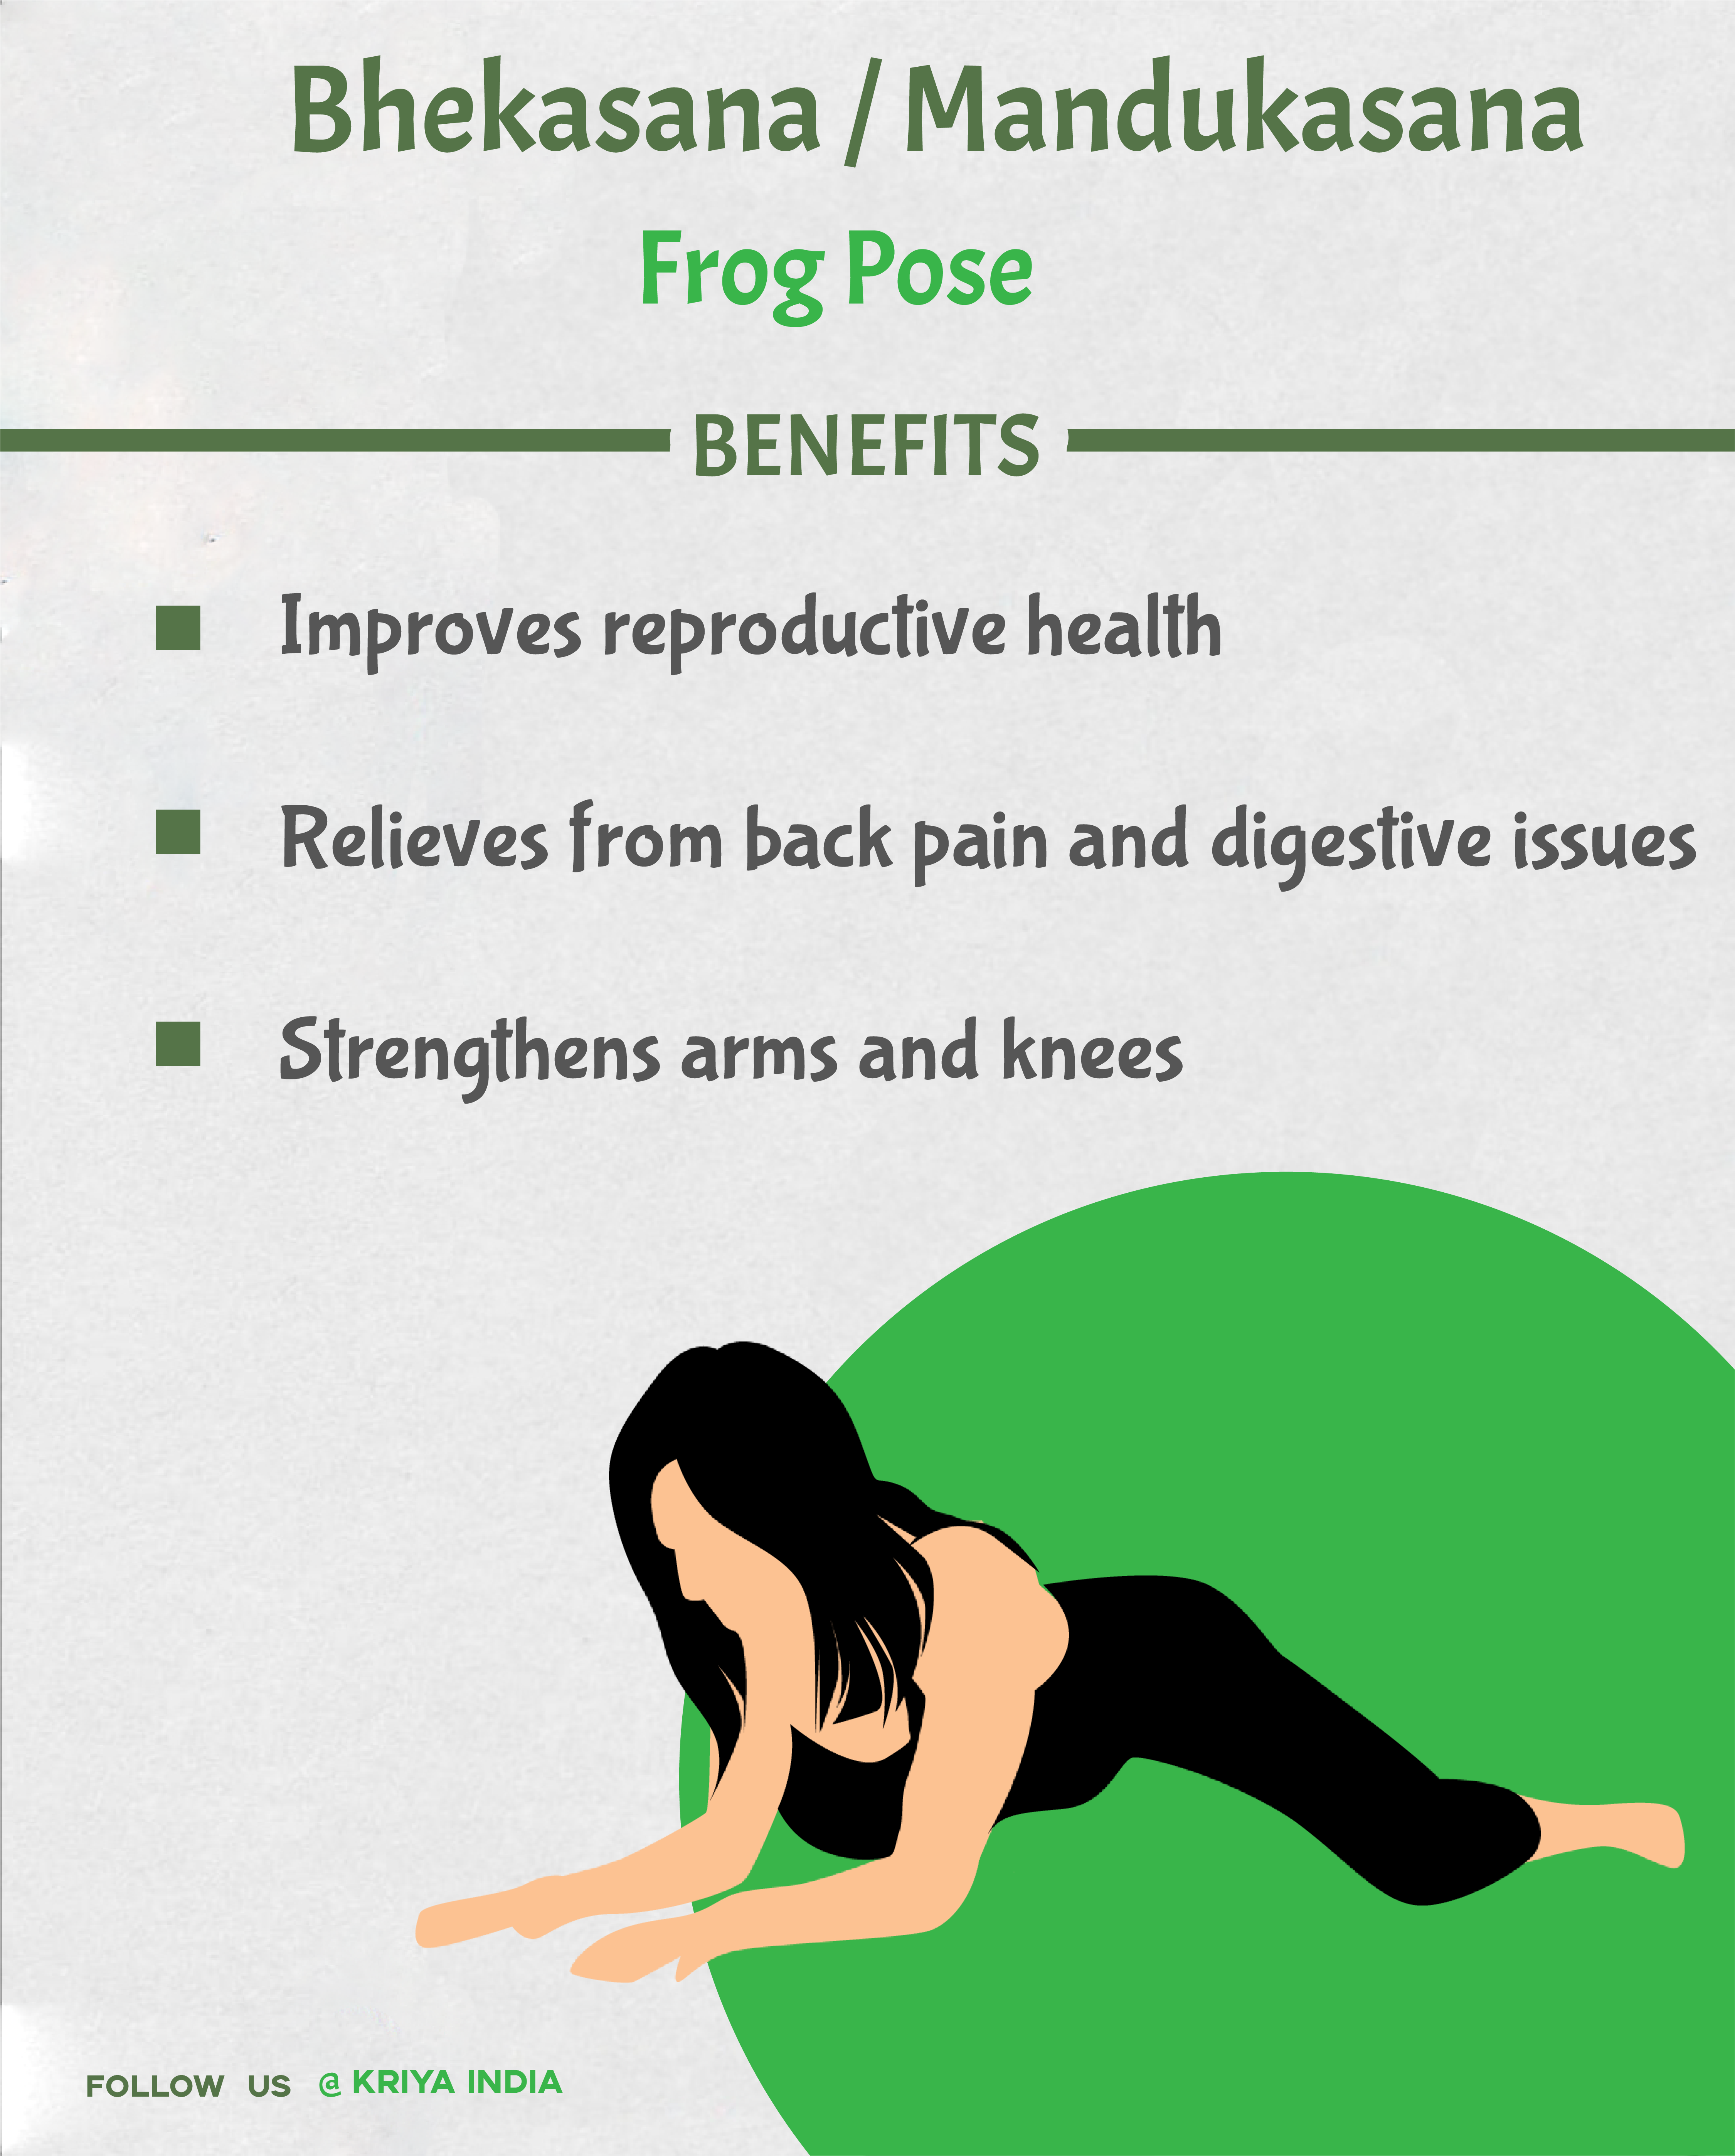 Bhekasana / Mandukasana
Frog Pose
BENEFITS
Improves reproductive health
Relieves from back pain and digestive issues
Strengthens arms and knees
FOLLOW US @ KRIYA INDIA